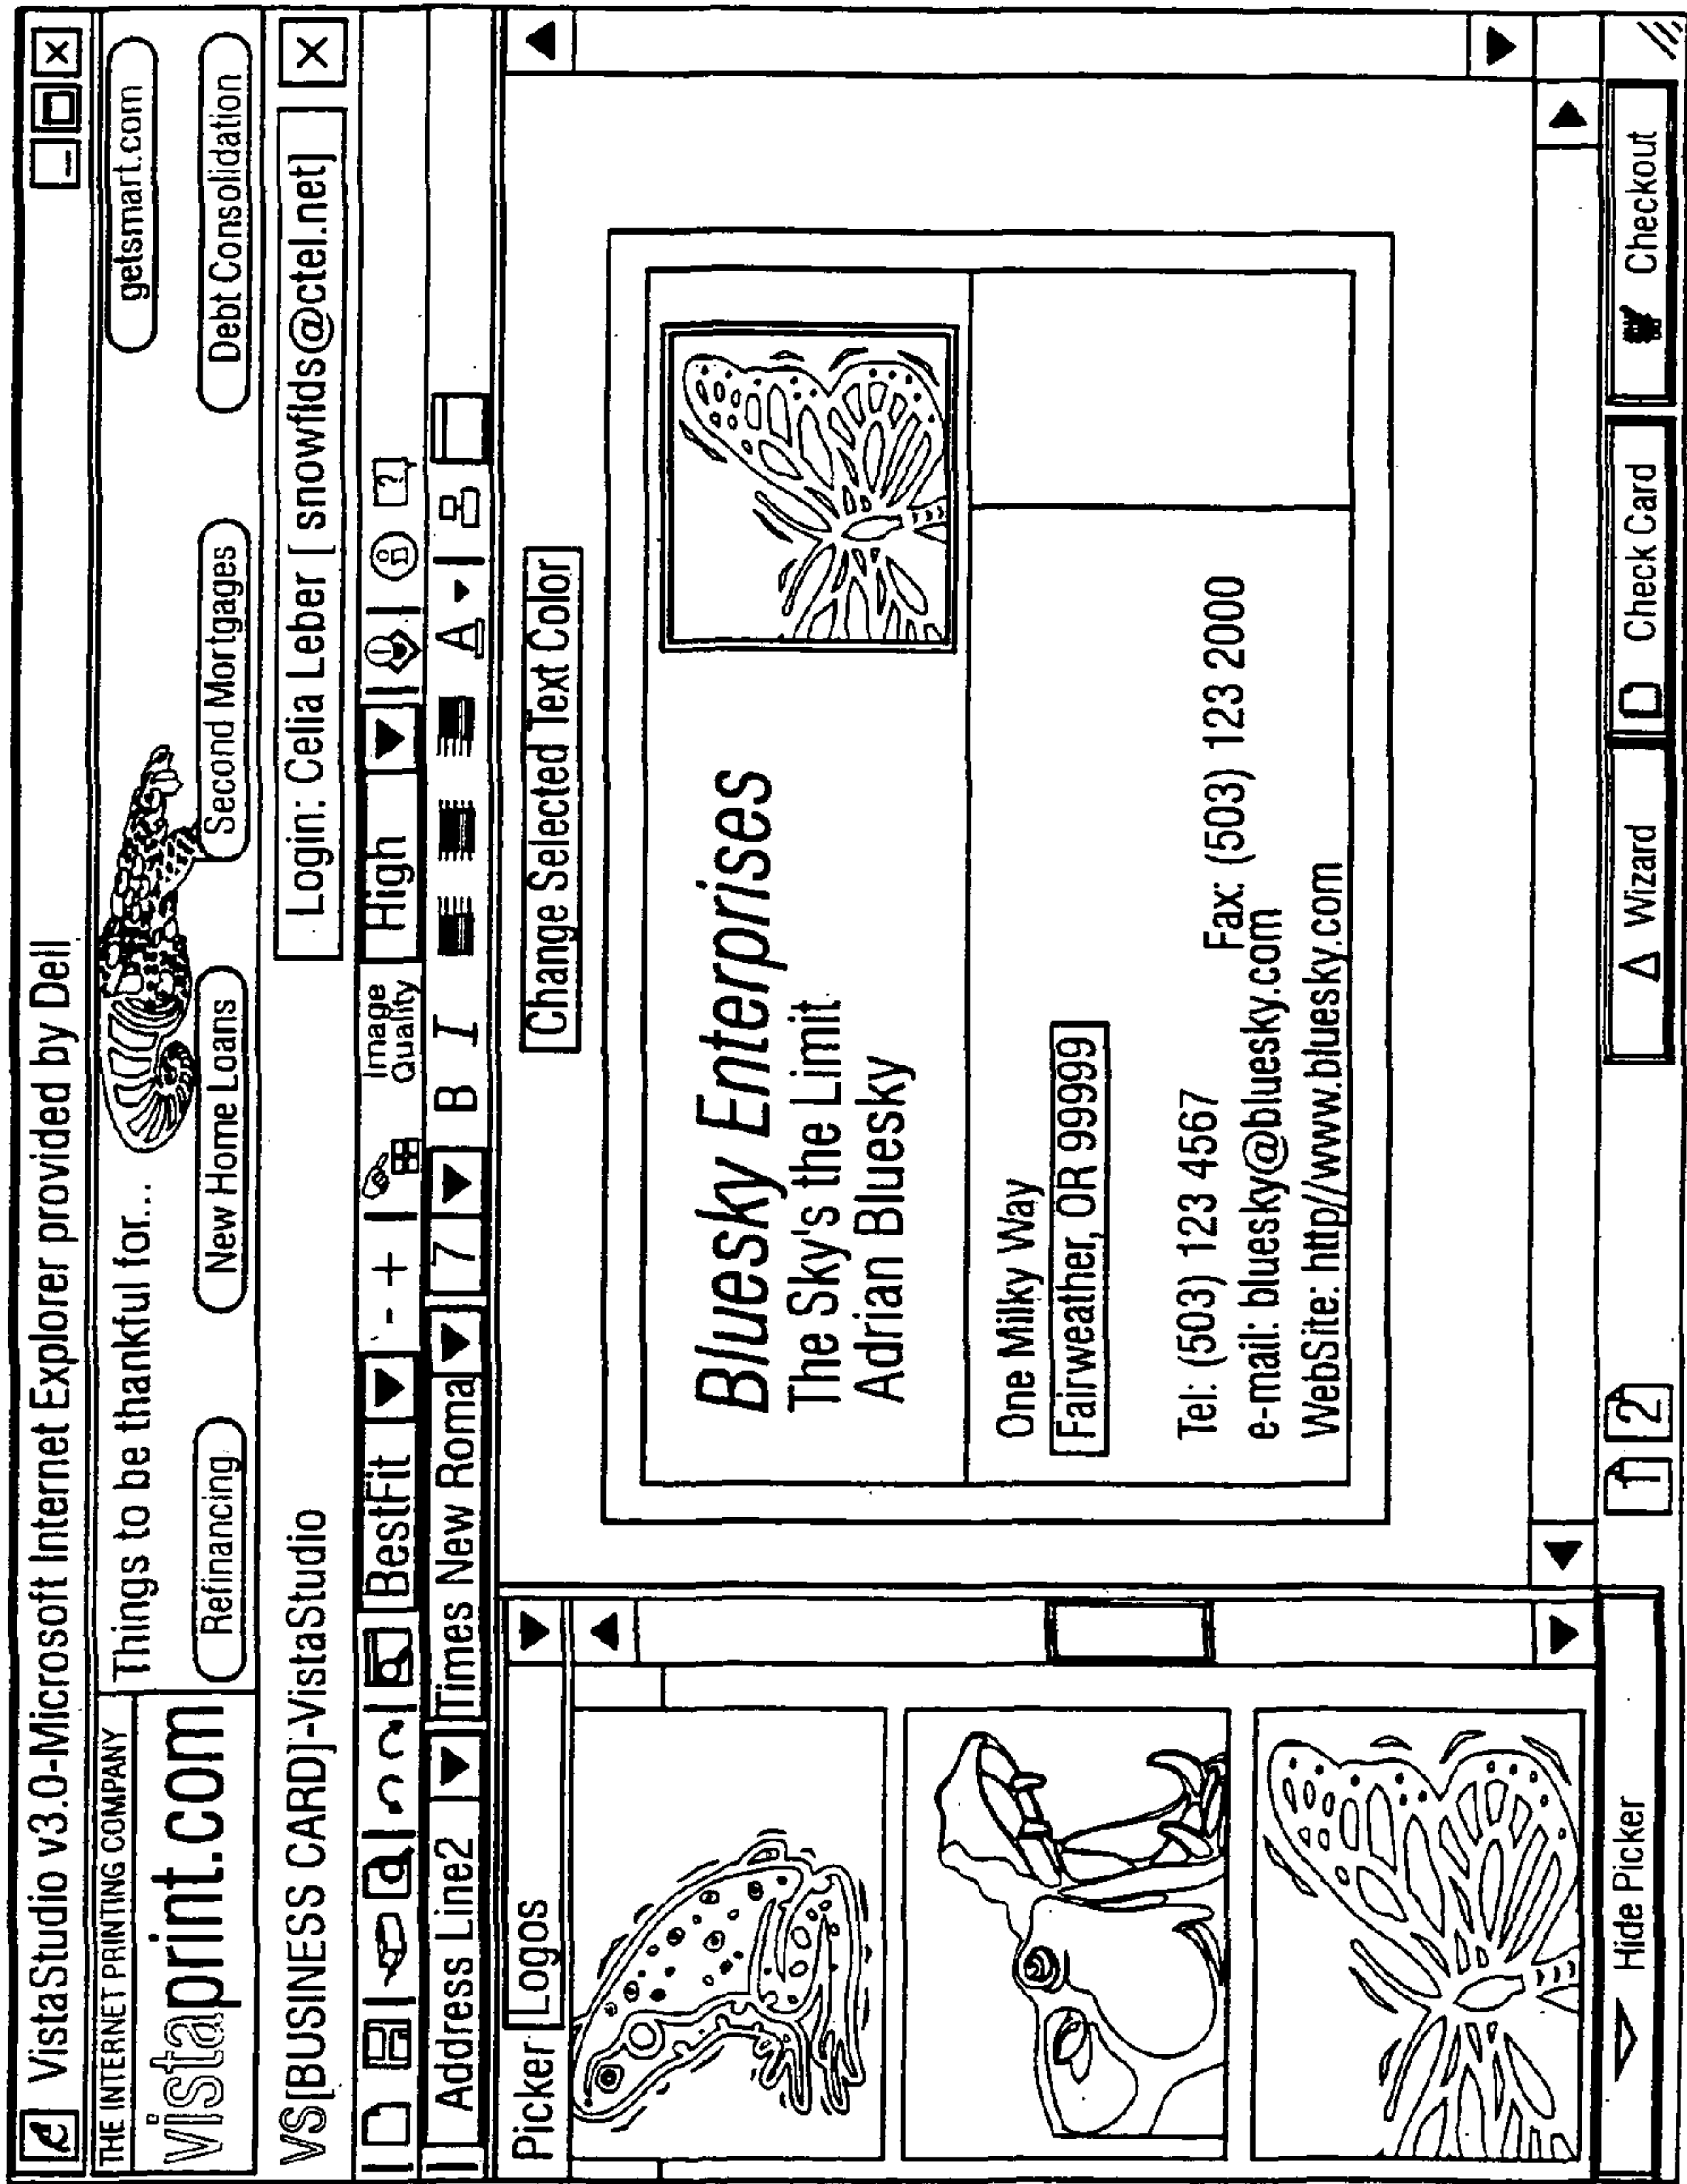 VistaStudio v3.0-Microsoft Internet Explorer provided by Dell
THE INTERNET PRINTING COMPANY
vistaprint.com
Things to be thankful for...
getsmart.com
Refinancing
New Home Loans
Second Mortgages
Debt Consolidation
VS[BUSINESS CARD]-VistaStudio
Login: Celia Leber [ snowflds@ctel.net]
BestFit
- +
Image
Quality
High
?
Address Line2
Times New Roma
7
B I
A
Picker
Logos
Change Selected Text Color
Bluesky Enterprises
The Sky's the Limit
Adrian Bluesky
One Milky Way
Fairweather, OR 99999
Tel: (503) 123 4567
Fax: (503) 123 2000
e-mail: bluesky@bluesky.com
WebSite: http//www.bluesky.com
Hide Picker
1 2
Wizard
Check Card
Checkout